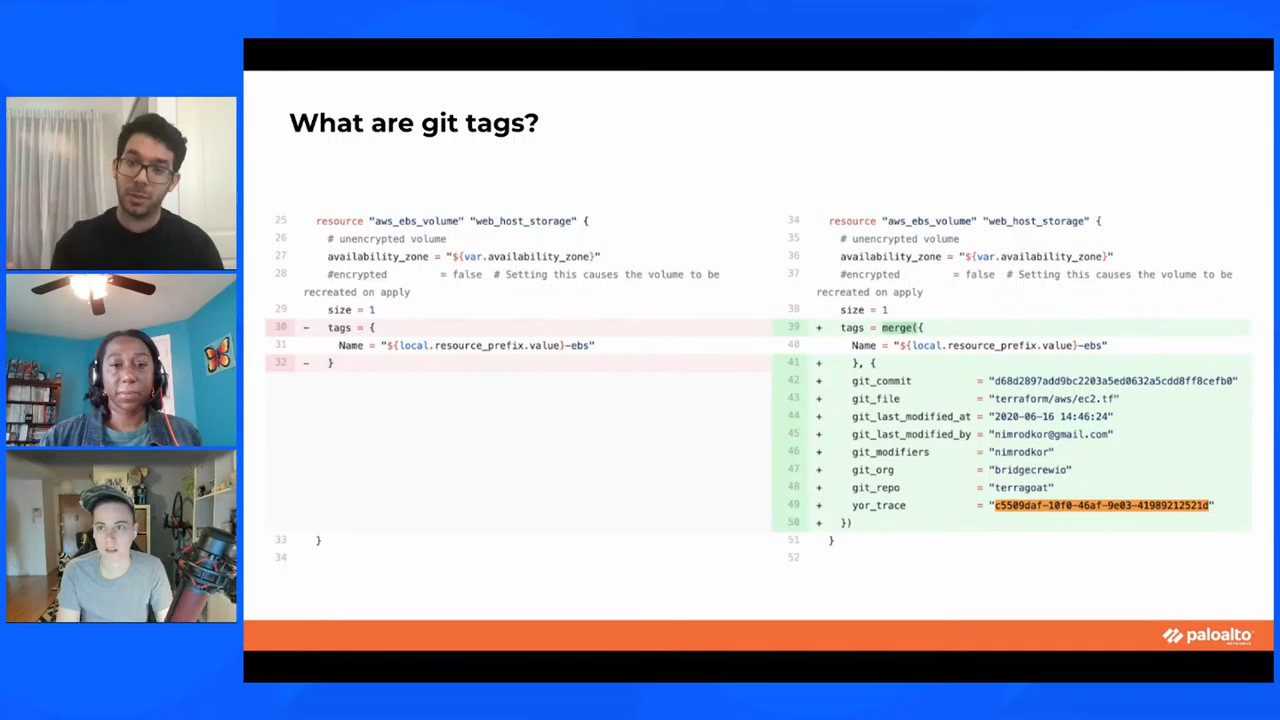 What are git tags?
25 resource "aws_ebs_volume" "web_host_storage" {
26 # unencrypted volume
27 availability_zone = "${var.availability_zone}"
28 #encrypted = false # Setting this causes the volume to be
recreated on apply
29 size = 1
30 - tags = {
31 Name = "${local.resource_prefix.value}-ebs"
32 - }
33 }
34
34 resource "aws_ebs_volume" "web_host_storage" {
35 # unencrypted volume
36 availability_zone = "${var.availability_zone}"
37 #encrypted = false # Setting this causes the volume to be
recreated on apply
38 size = 1
39 + tags = merge({
40 Name = "${local.resource_prefix.value}-ebs"
41 + }, {
42 + git_commit = "d68d2897add9bc2203a5ed0632a5cdd8ff8cefb0"
43 + git_file = "terraform/aws/ec2.tf"
44 + git_last_modified_at = "2020-06-16 14:46:24"
45 + git_last_modified_by = "nimrodkor@gmail.com"
46 + git_modifiers = "nimrodkor"
47 + git_org = "bridgecrewio"
48 + git_repo = "terragoat"
49 + yor_trace = "c5509daf-10f0-46af-9e03-41989212521d"
50 + })
51 }
52
paloalto
NETWORKS